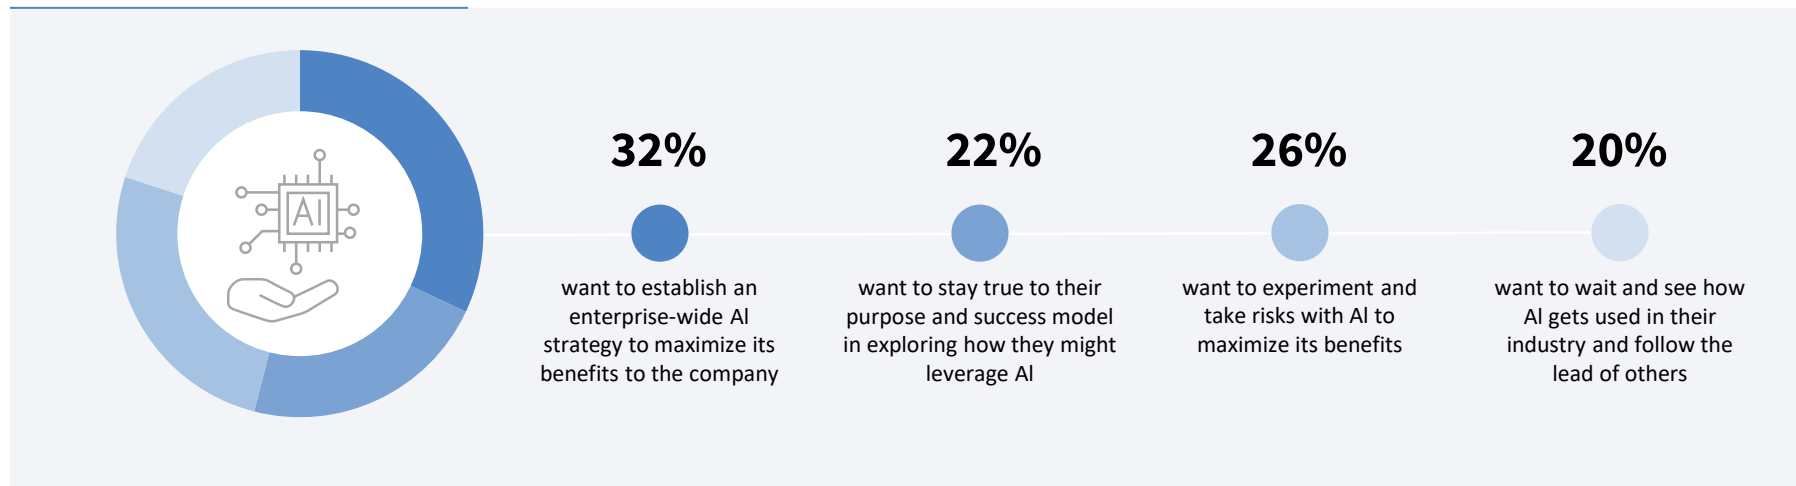 AI
32%
22%
26%
20%
want to establish an
enterprise-wide AI
strategy to maximize its
benefits to the company
want to stay true to their
purpose and success model
in exploring how they might
leverage AI
want to experiment and
take risks with AI to
maximize its benefits
want to wait and see how
AI gets used in their
industry and follow the
lead of others